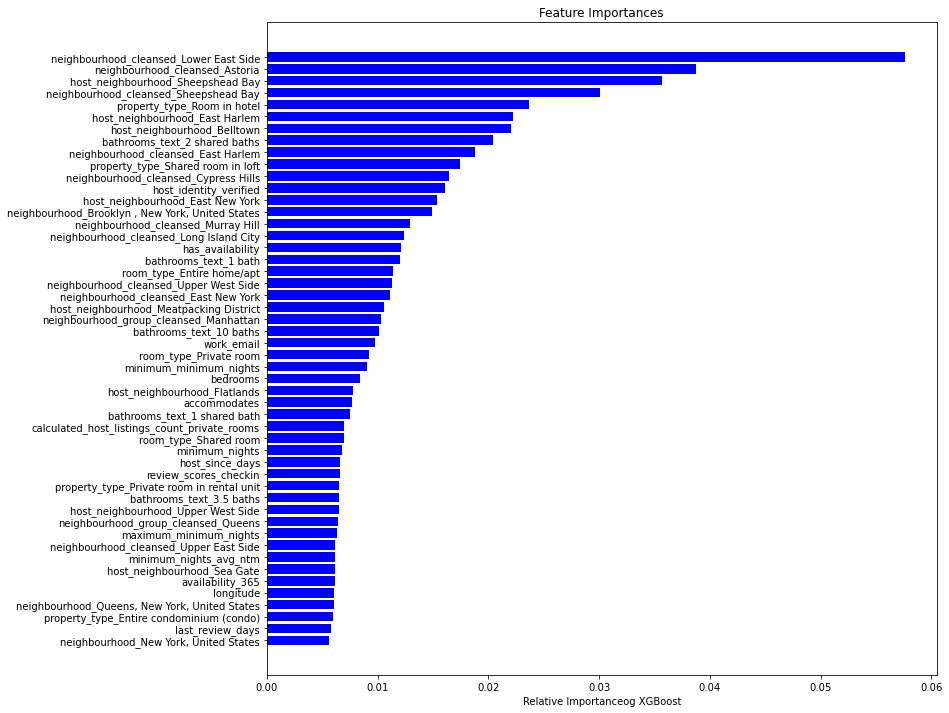 Feature Importances
neighbourhood_cleansed_Lower East Side
neighbourhood_cleansed_Astoria
host_neighbourhood_Sheepshead Bay
neighbourhood_cleansed_Sheepshead Bay
property_type_Room in hotel
host_neighbourhood_East Harlem
host_neighbourhood_Belltown
bathrooms_text_2 shared baths
neighbourhood_cleansed_East Harlem
property_type_Shared room in loft
neighbourhood_cleansed_Cypress Hills
host_identity_verified
host_neighbourhood_East New York
neighbourhood_Brooklyn , New York, United States
neighbourhood_cleansed_Murray Hill
neighbourhood_cleansed_Long Island City
has_availability
bathrooms_text_1 bath
room_type_Entire home/apt
neighbourhood_cleansed_Upper West Side
neighbourhood_cleansed_East New York
host_neighbourhood_Meatpacking District
neighbourhood_group_cleansed_Manhattan
bathrooms_text_10 baths
work_email
room_type_Private room
minimum_minimum_nights
bedrooms
host_neighbourhood_Flatlands
accommodates
bathrooms_text_1 shared bath
calculated_host_listings_count_private_rooms
room_type_Shared room
minimum_nights
host_since_days
review_scores_checkin
property_type_Private room in rental unit
bathrooms_text_3.5 baths
host_neighbourhood_Upper West Side
neighbourhood_group_cleansed_Queens
maximum_minimum_nights
neighbourhood_cleansed_Upper East Side
minimum_nights_avg_ntm
host_neighbourhood_Sea Gate
availability_365
longitude
neighbourhood_Queens, New York, United States
property_type_Entire condominium (condo)
last_review_days
neighbourhood_New York, United States
0.00 0.01 0.02 0.03 0.04 0.05 0.06
Relative Importanceog XGBoost